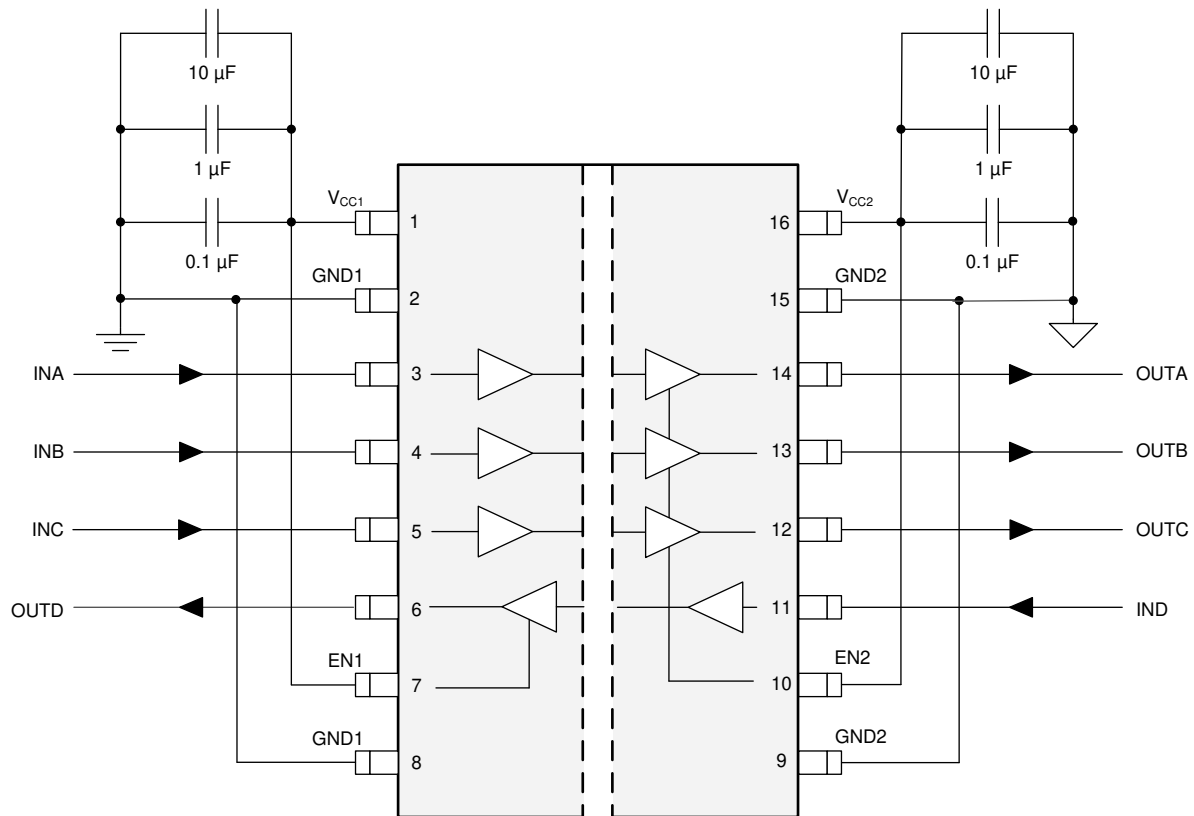 10 µF
10 µF
1 µF
1 µF
VCC1
1
16
VCC2
0.1 µF
0.1 µF
GND1
2
15
GND2
INA
3
14
OUTA
INB
4
13
OUTB
INC
5
12
OUTC
OUTD
6
11
IND
EN1
7
10
EN2
GND1
8
9
GND2